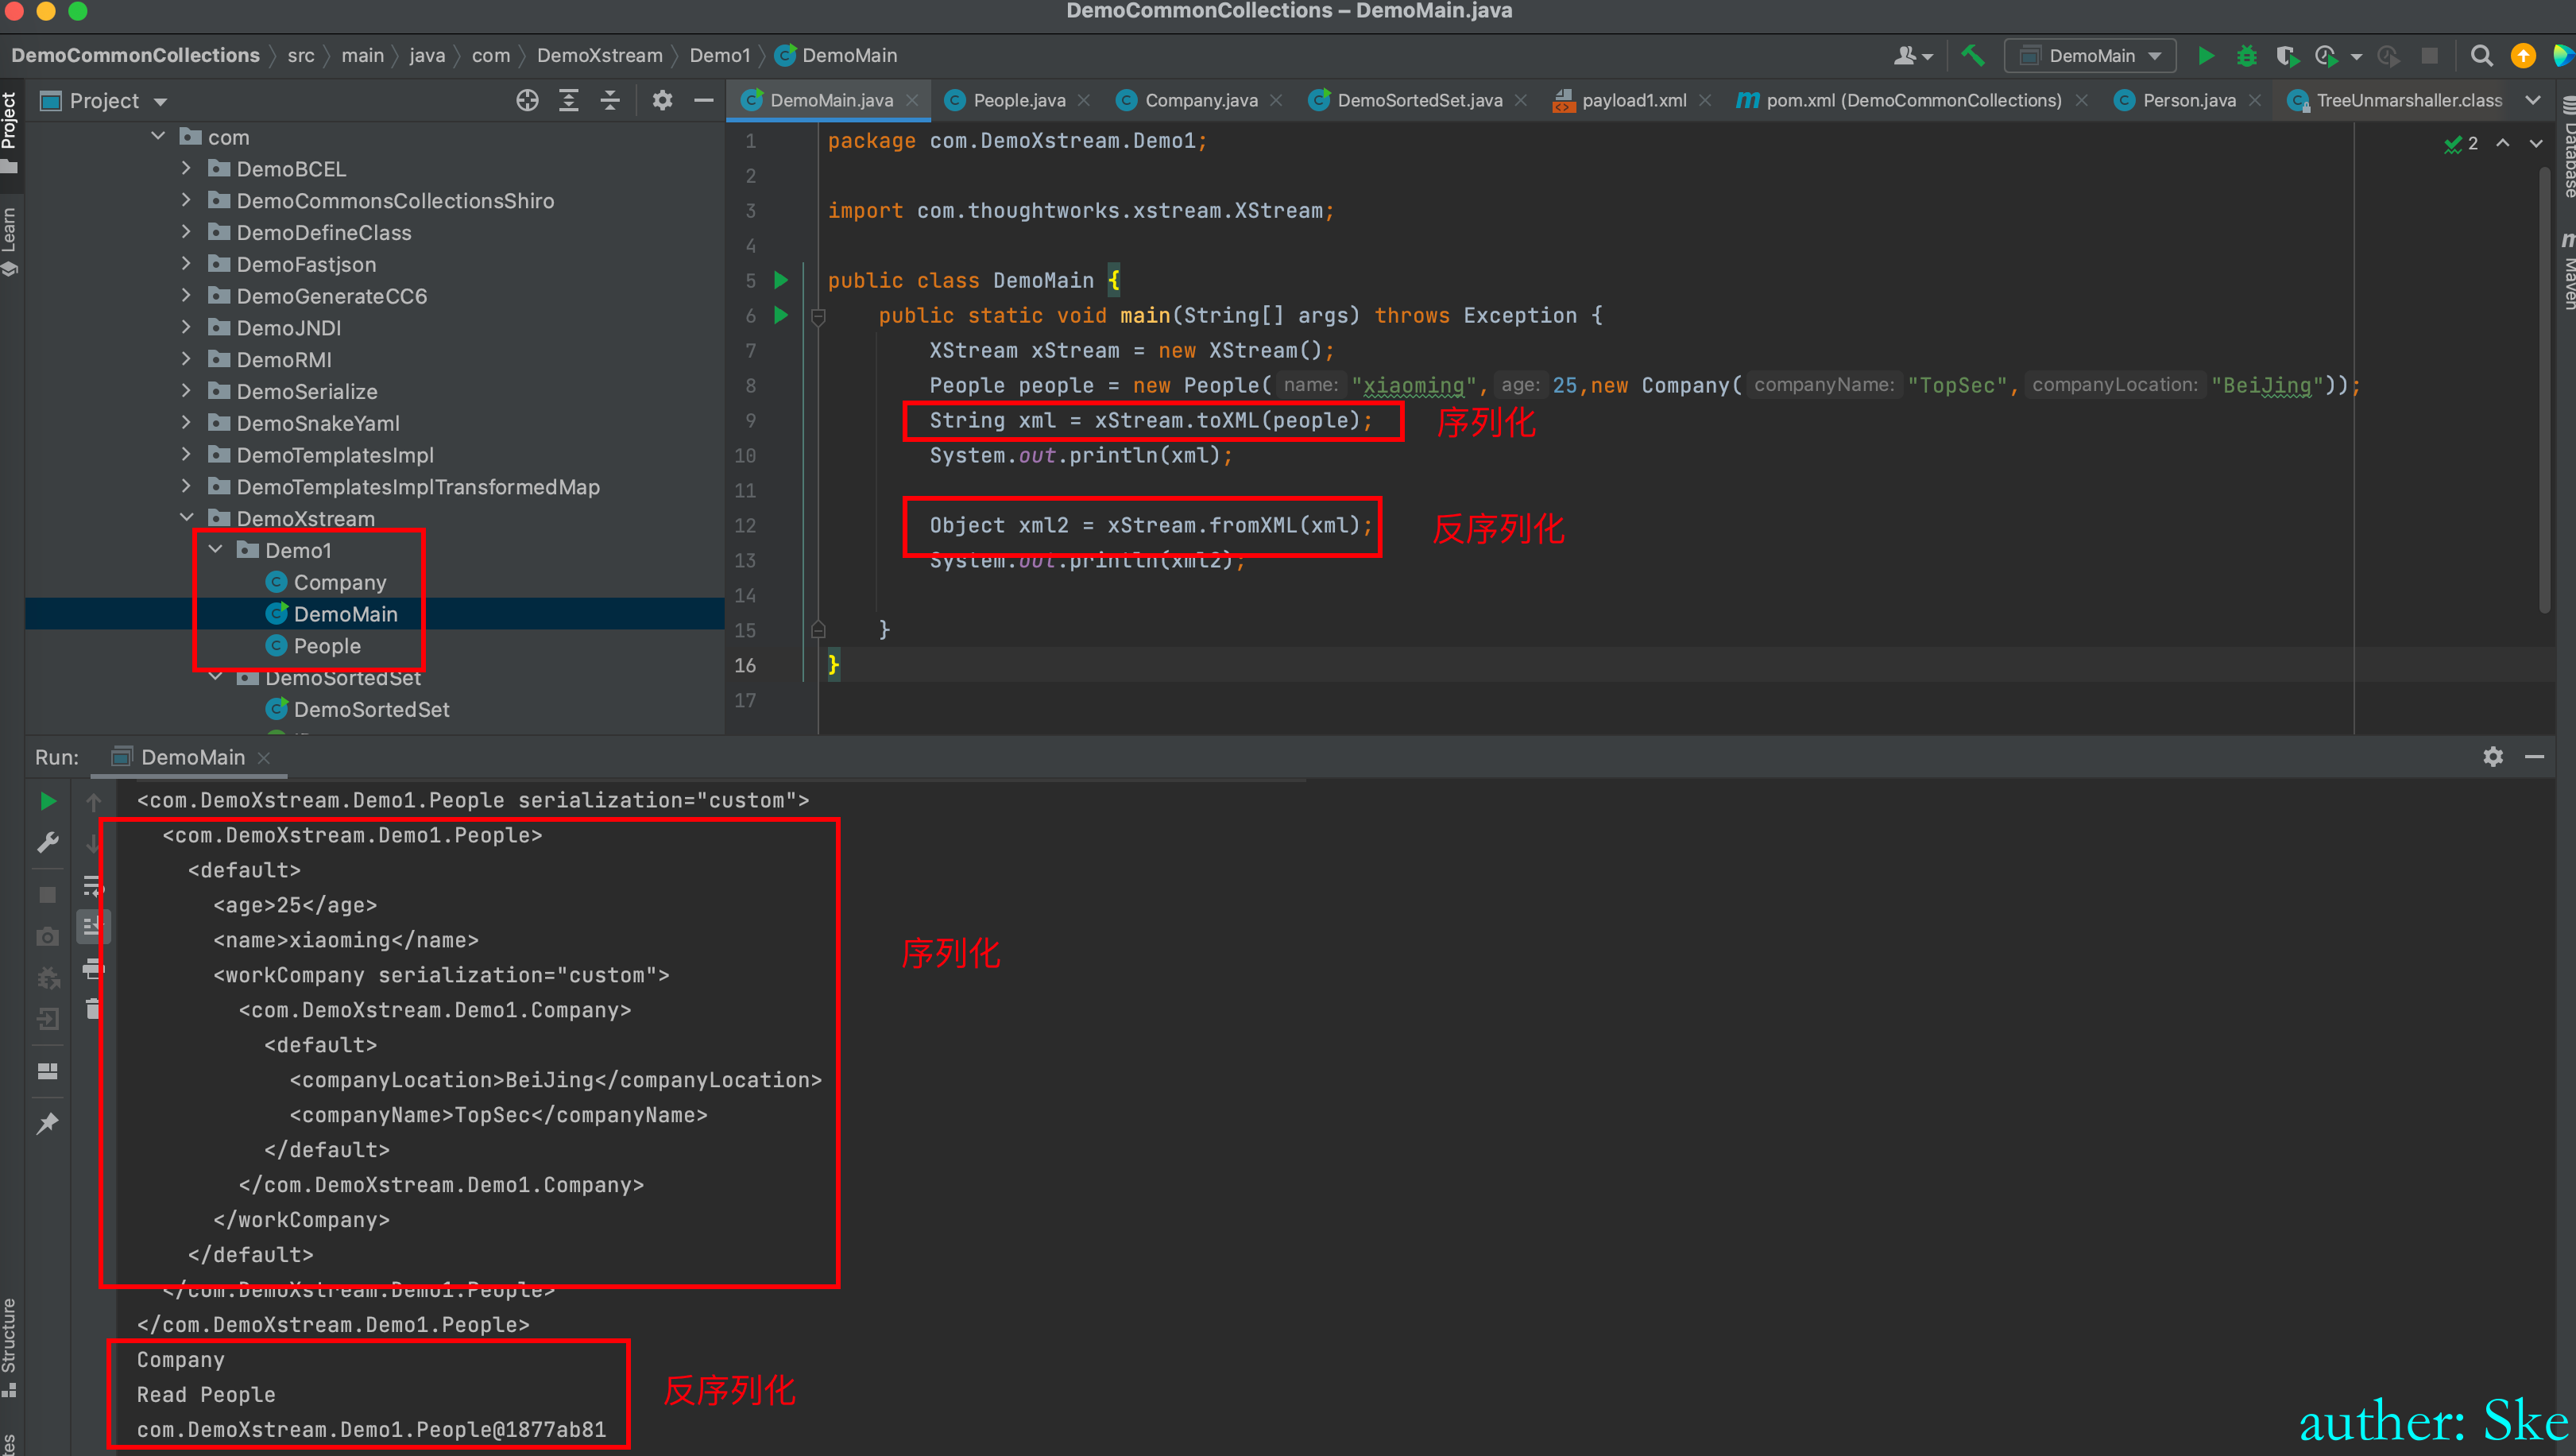 DemoCommonCollections – DemoMain.java
DemoCommonCollections src main java com DemoXstream Demo1 DemoMain
DemoMain
Project
DemoMain.java People.java Company.java DemoSortedSet.java payload1.xml pom.xml (DemoCommonCollections) Person.java TreeUnmarshaller.class
Project
Learn
Structure
Database
Maven
com
DemoBCEL
DemoCommonsCollectionsShiro
DemoDefineClass
DemoFastjson
DemoGenerateCC6
DemoJNDI
DemoRMI
DemoSerialize
DemoSnakeYaml
DemoTemplatesImpl
DemoTemplatesImplTransformedMap
DemoXstream
Demo1
Company
DemoMain
People
DemoSortedSet
DemoSortedSet
2
1 package com.DemoXstream.Demo1;
2
3 import com.thoughtworks.xstream.XStream;
4
5 public class DemoMain {
6 public static void main(String[] args) throws Exception {
7 XStream xStream = new XStream();
8 People people = new People( name: "xiaoming", age: 25,new Company( companyName: "TopSec", companyLocation: "BeiJing"));
9 String xml = xStream.toXML(people); 序列化
10 System.out.println(xml);
11
12 Object xml2 = xStream.fromXML(xml); 反序列化
13 System.out.println(xml2);
14
15 }
16 }
17
Run: DemoMain
<com.DemoXstream.Demo1.People serialization="custom">
<com.DemoXstream.Demo1.People>
<default>
<age>25</age>
<name>xiaoming</name>
序列化
<workCompany serialization="custom">
<com.DemoXstream.Demo1.Company>
<default>
<companyLocation>BeiJing</companyLocation>
<companyName>TopSec</companyName>
</default>
</com.DemoXstream.Demo1.Company>
</workCompany>
</default>
</com.DemoXstream.Demo1.People>
</com.DemoXstream.Demo1.People>
Company
Read People
反序列化
com.DemoXstream.Demo1.People@1877ab81
auther: Ske